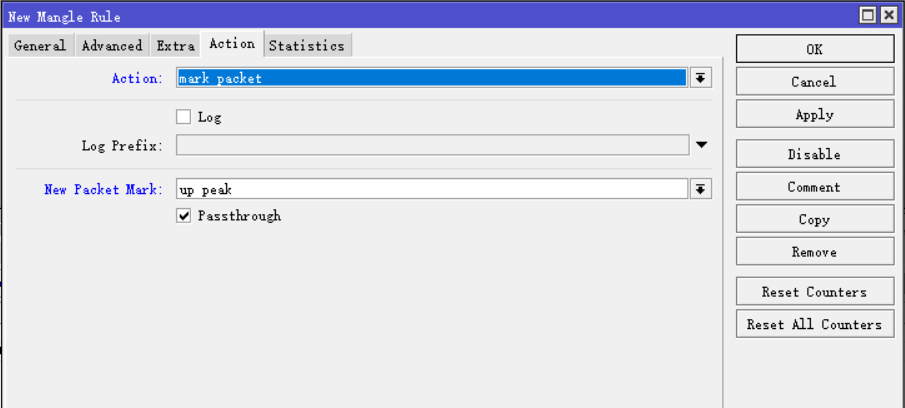 New Mangle Rule
General Advanced Extra Action Statistics
Action: mark packet
Log
Log Prefix:
New Packet Mark: up peak
Passthrough
OK
Cancel
Apply
Disable
Comment
Copy
Remove
Reset Counters
Reset All Counters